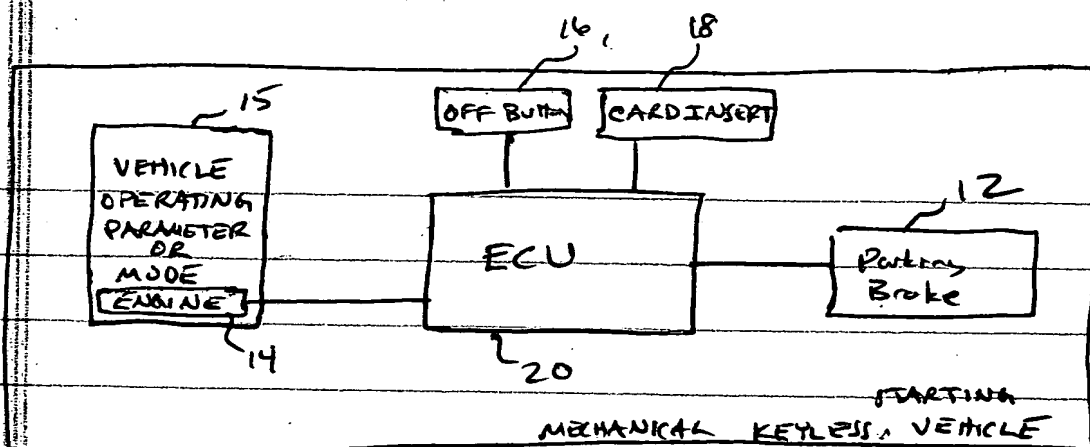 16,
18
15
OFF BUTTON
CARD INSERT
VEHICLE
OPERATING
PARAMETER
OR
MODE
ENGINE
14
ECU
20
12
Parking
Brake
STARTING
MECHANICAL KEYLESS VEHICLE